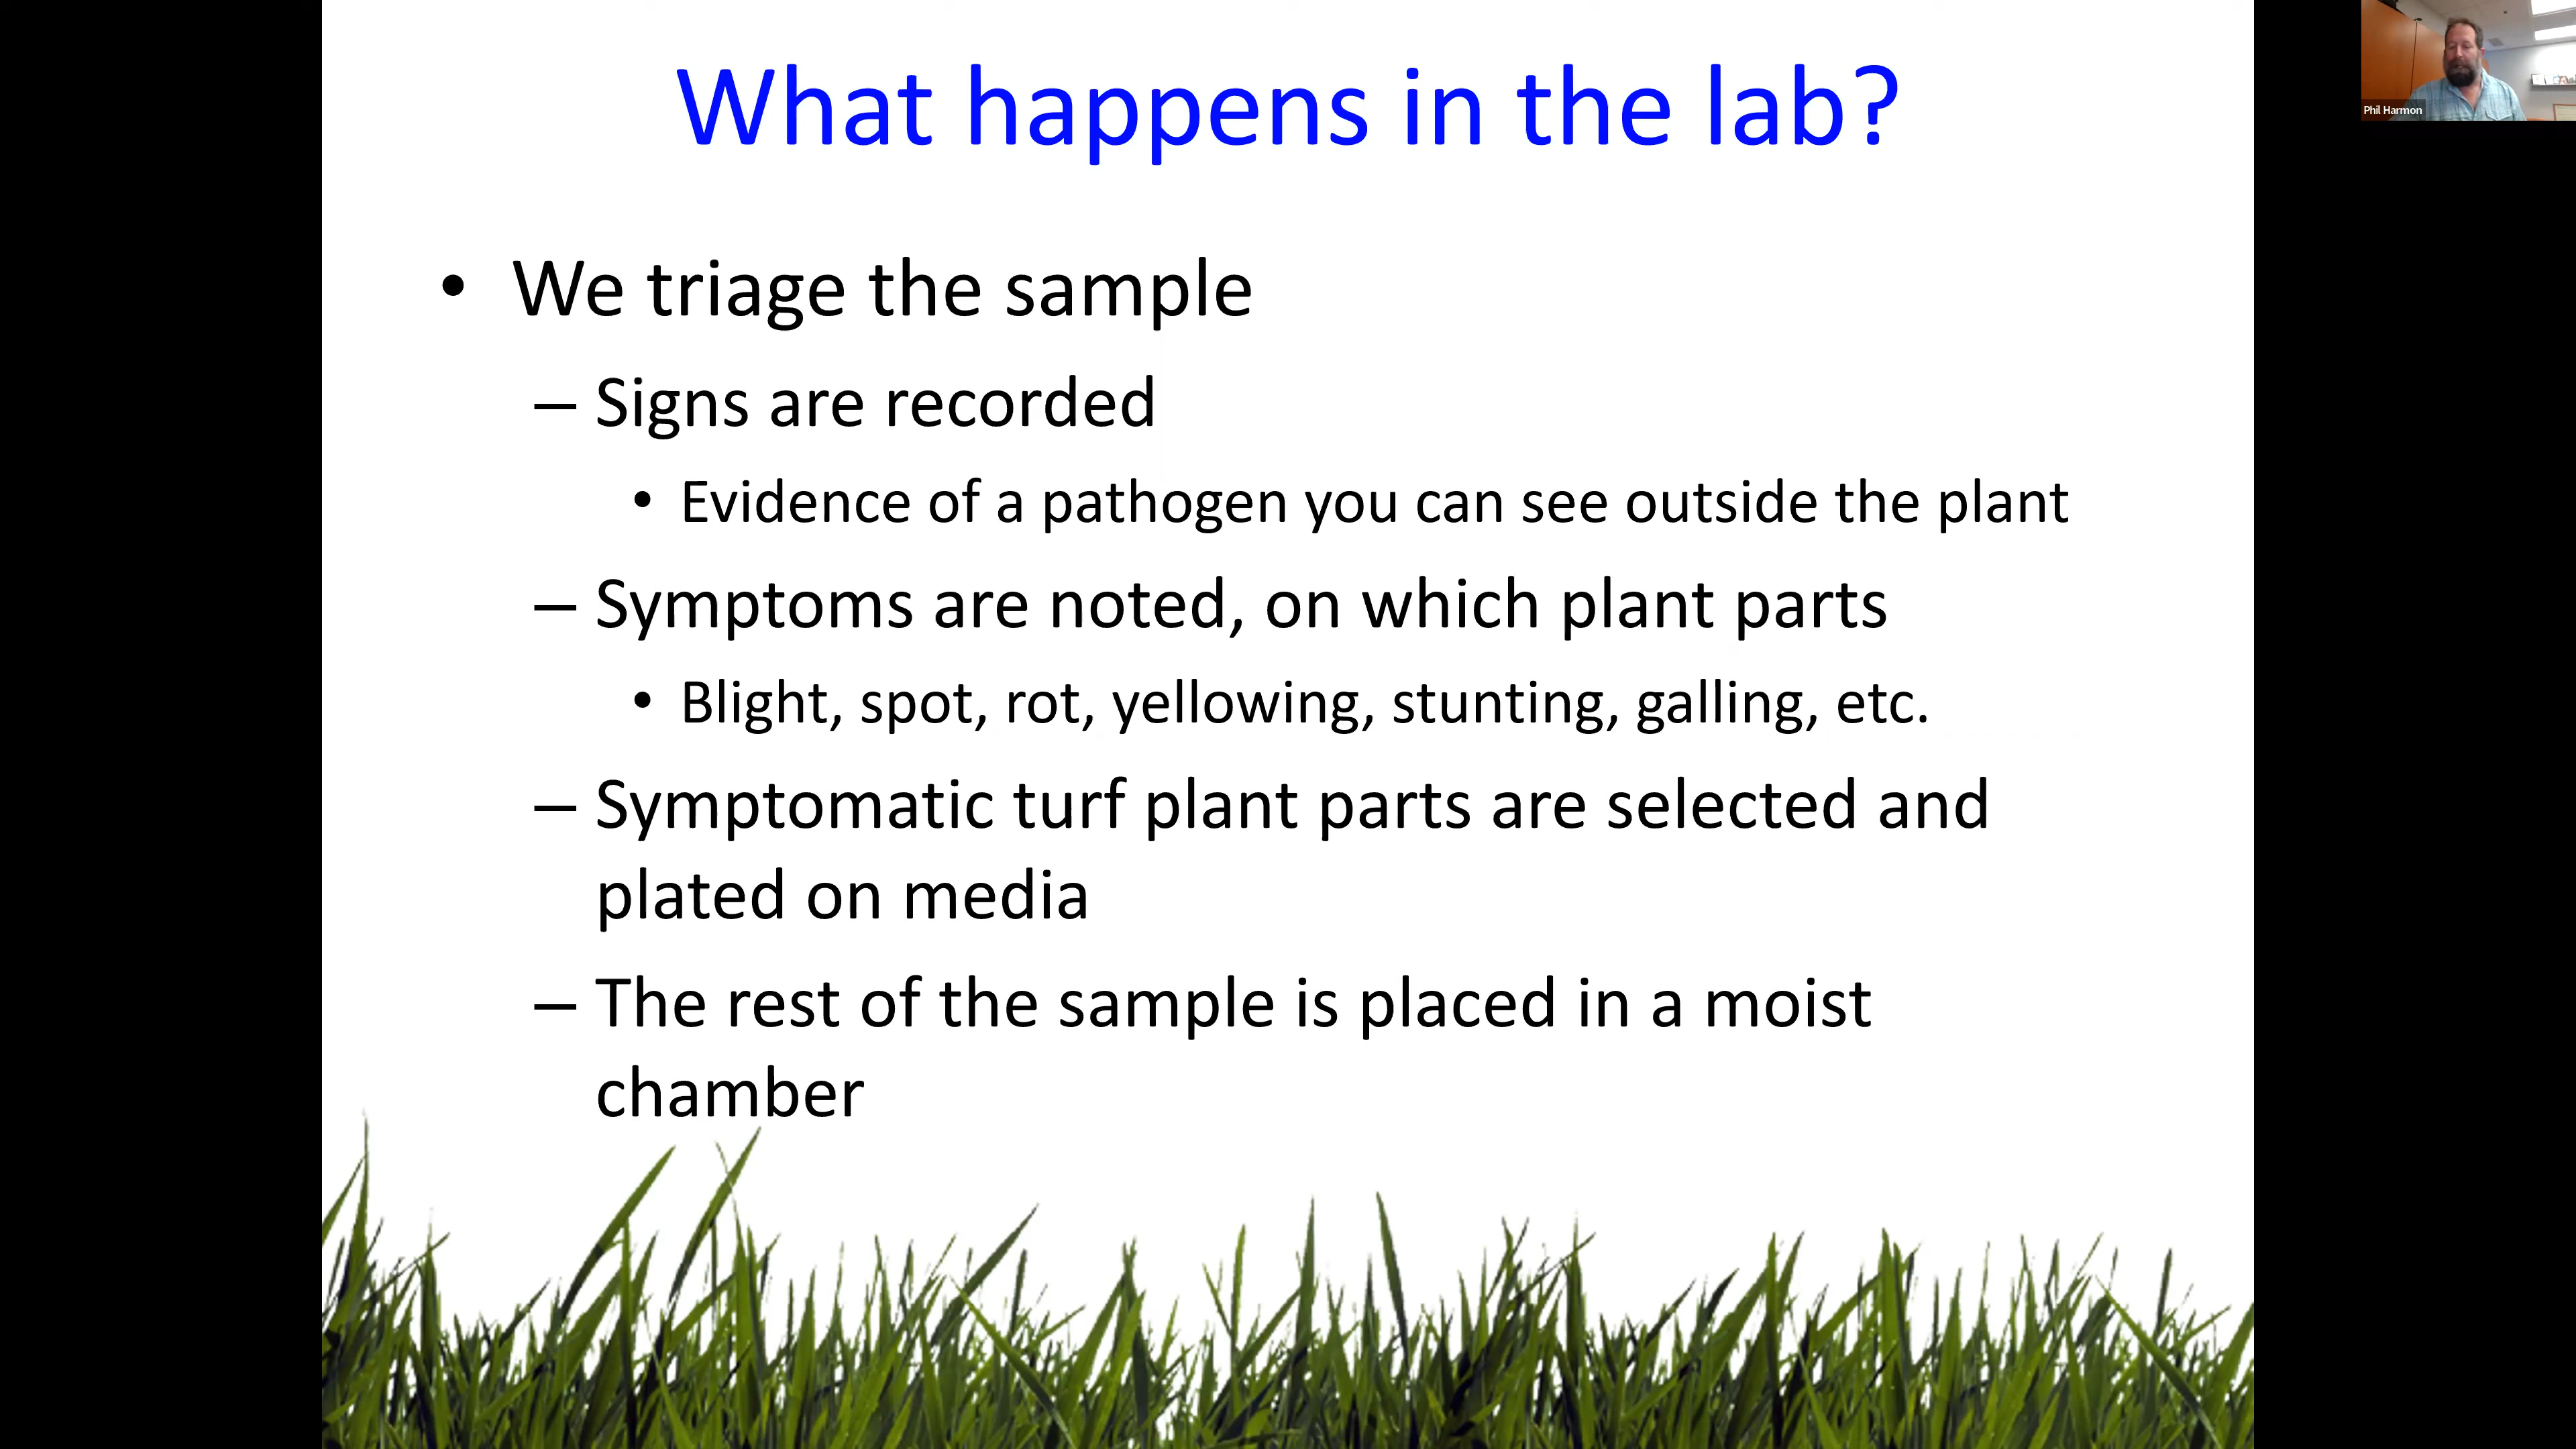 What happens in the lab?
• We triage the sample
– Signs are recorded
• Evidence of a pathogen you can see outside the plant
– Symptoms are noted, on which plant parts
• Blight, spot, rot, yellowing, stunting, galling, etc.
– Symptomatic turf plant parts are selected and
plated on media
– The rest of the sample is placed in a moist
chamber
Phil Harmon